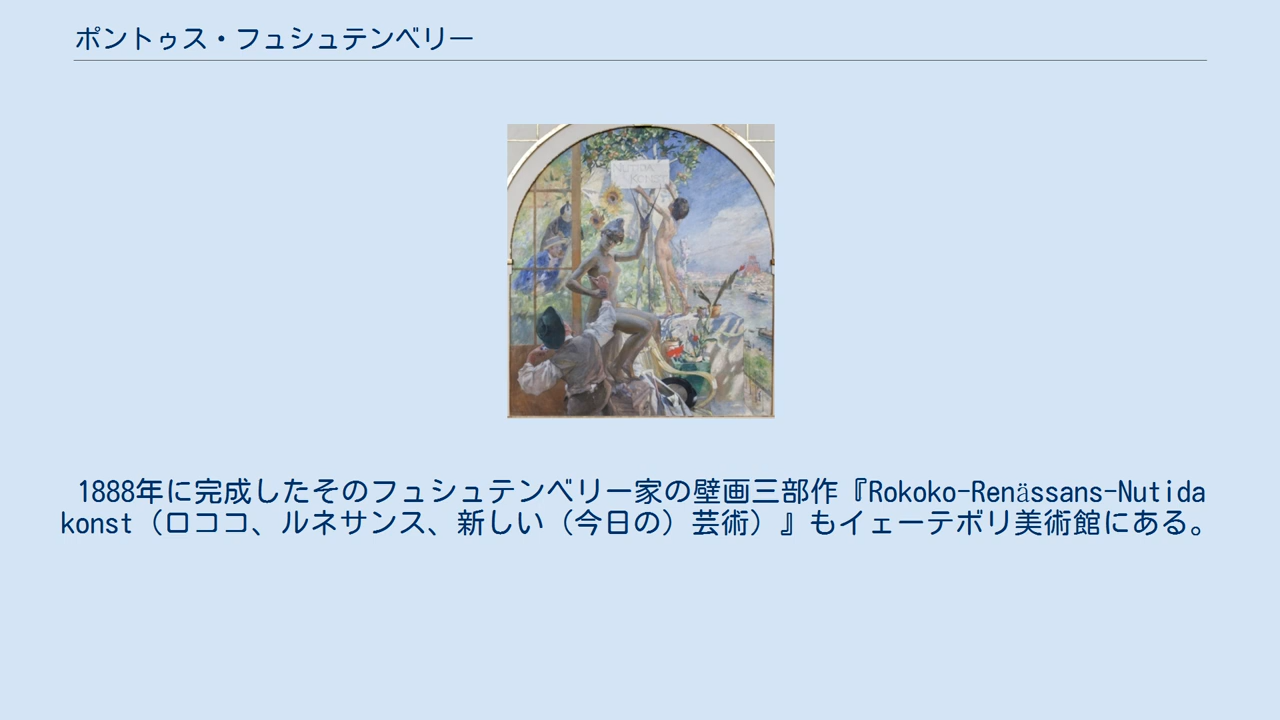 ポントゥス・フュシュテンベリー
1888年に完成したそのフュシュテンベリー家の壁画三部作『Rokoko-Renässans-Nutida
konst（ロココ、ルネサンス、新しい（今日の）芸術）』もイェーテボリ美術館にある。